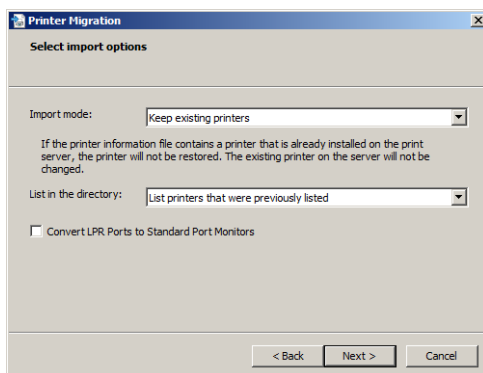 Printer Migration
Select import options
Import mode: Keep existing printers
If the printer information file contains a printer that is already installed on the print
server, the printer will not be restored. The existing printer on the server will not be
changed.
List in the directory: List printers that were previously listed
Convert LPR Ports to Standard Port Monitors
< Back Next > Cancel